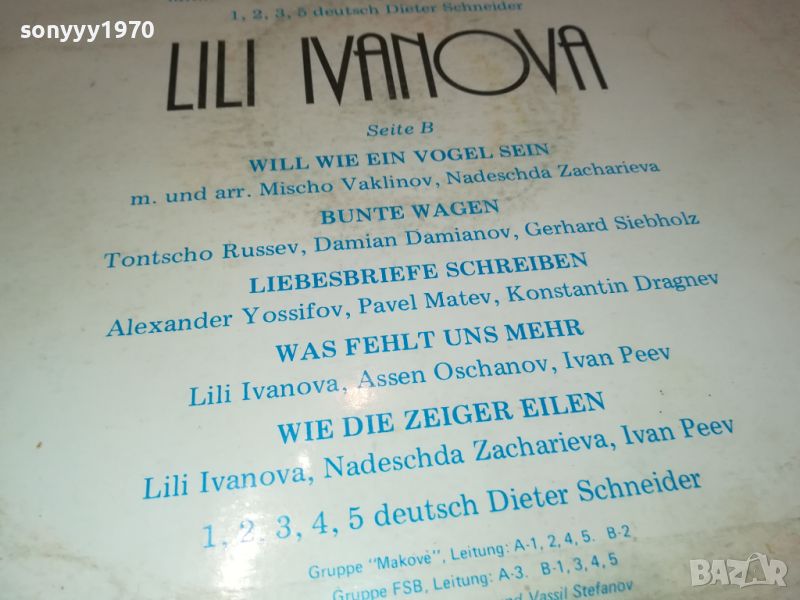 1, 2, 3, 5 deutsch Dieter Schneider
sonyyy1970
LILI IVANOVA
Seite B
WILL WIE EIN VOGEL SEIN
m. und arr. Mischo Vaklinov, Nadeschda Zacharieva
BUNTE WAGEN
Tontscho Russev, Damian Damianov, Gerhard Siebholz
LIEBESBRIEFE SCHREIBEN
Alexander Yossifov, Pavel Matev, Konstantin Dragnev
WAS FEHLT UNS MEHR
Lili Ivanova, Assen Oschanov, Ivan Peev
WIE DIE ZEIGER EILEN
Lili Ivanova, Nadeschda Zacharieva, Ivan Peev
1, 2, 3, 4, 5 deutsch Dieter Schneider
Gruppe "Makove", Leitung: A-1, 2, 4, 5. B-2
Gruppe FSB, Leitung: A-3. B-1, 3, 4, 5
und Vassil Stefanov
BAZAR